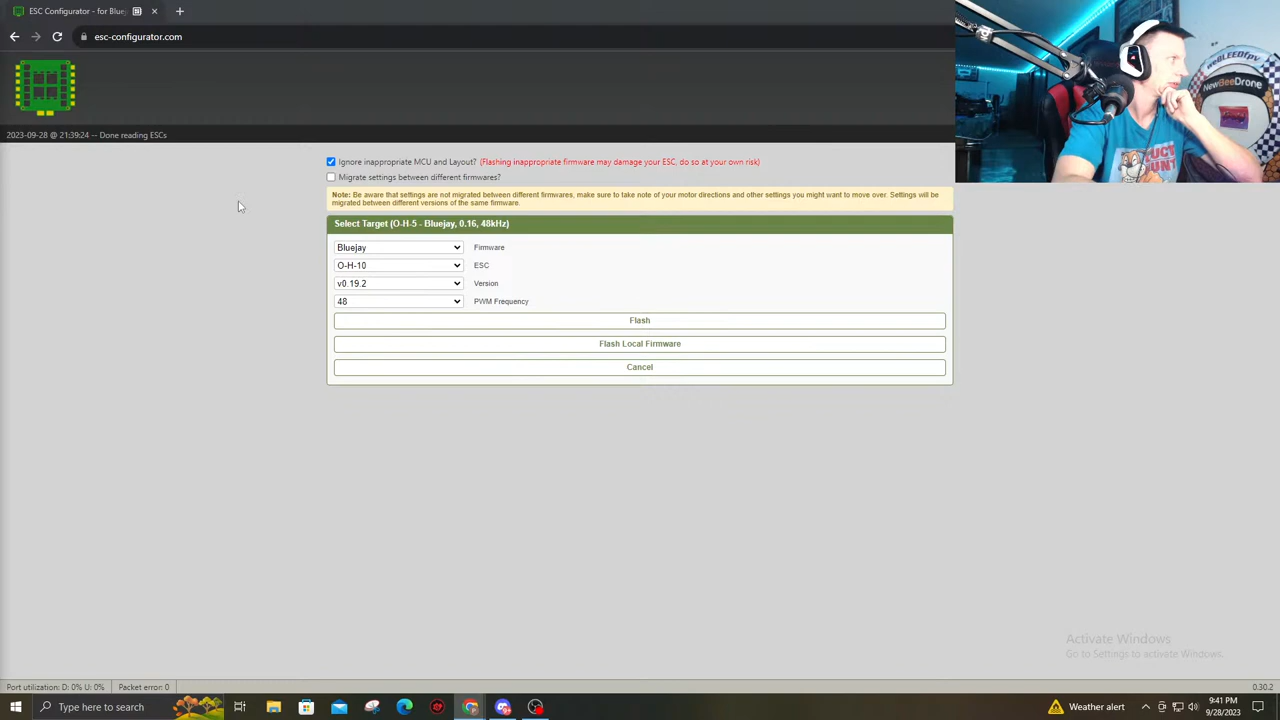 ESC Configurator - for Blue
esc-configurator.com
2023-09-28 @ 21:39:24 -- Done reading ESCs
Ignore inappropriate MCU and Layout? (Flashing inappropriate firmware may damage your ESC, do so at your own risk)
Migrate settings between different firmwares?
Note: Be aware that settings are not migrated between different firmwares, make sure to take note of your motor directions and other settings you might want to move over. Settings will be
migrated between different versions of the same firmware.
Select Target (O-H-5 - Bluejay, 0.16, 48kHz)
Bluejay Firmware
O-H-10 ESC
v0.19.2 Version
48 PWM Frequency
Flash
Flash Local Firmware
Cancel
weBLEEDfpv
NewBeeDrone
Activate Windows
Go to Settings to activate Windows.
Port utilization: D: 0% U: 0% Packet error: 0 0.30.2
Type here to search
Weather alert
9:41 PM
9/28/2023